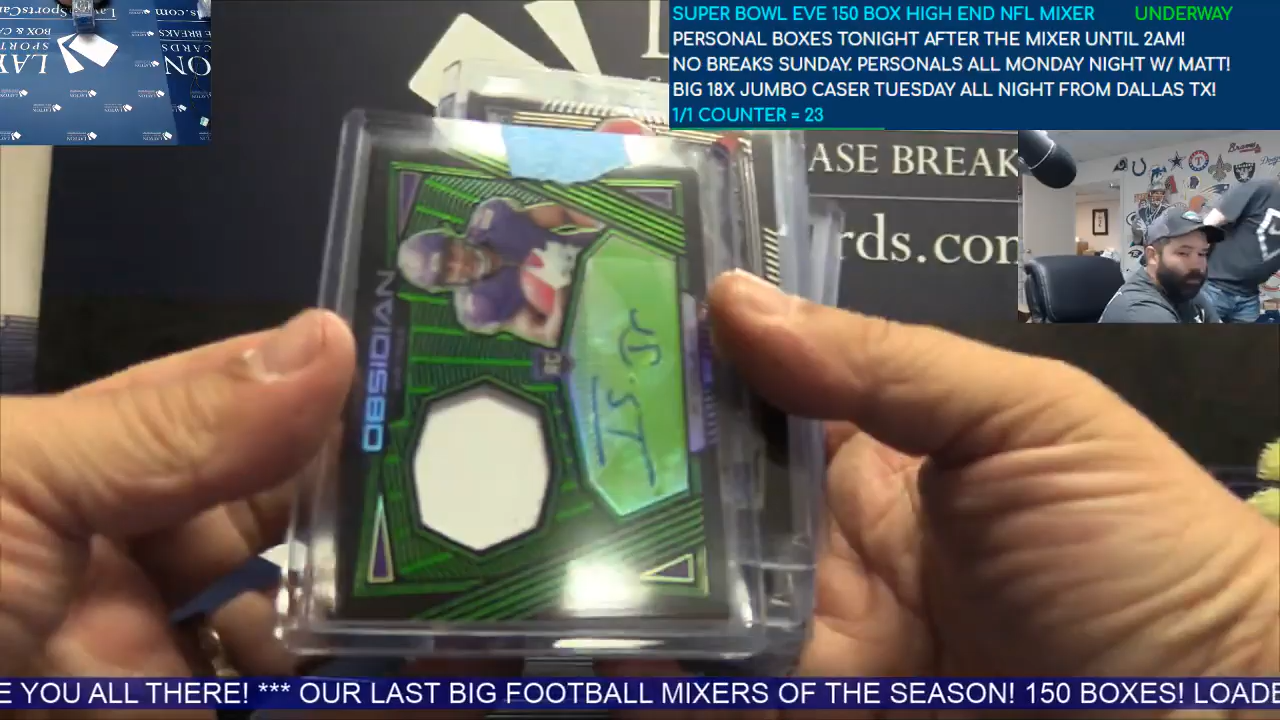 SUPER BOWL EVE 150 BOX HIGH END NFL MIXER UNDERWAY
PERSONAL BOXES TONIGHT AFTER THE MIXER UNTIL 2AM!
NO BREAKS SUNDAY. PERSONALS ALL MONDAY NIGHT W/ MATT!
BIG 18X JUMBO CASER TUESDAY ALL NIGHT FROM DALLAS TX!
1/1 COUNTER = 23
ASE BREAK
rds.com
OBSIDIAN
RC
E YOU ALL THERE! *** OUR LAST BIG FOOTBALL MIXERS OF THE SEASON! 150 BOXES! LOADE